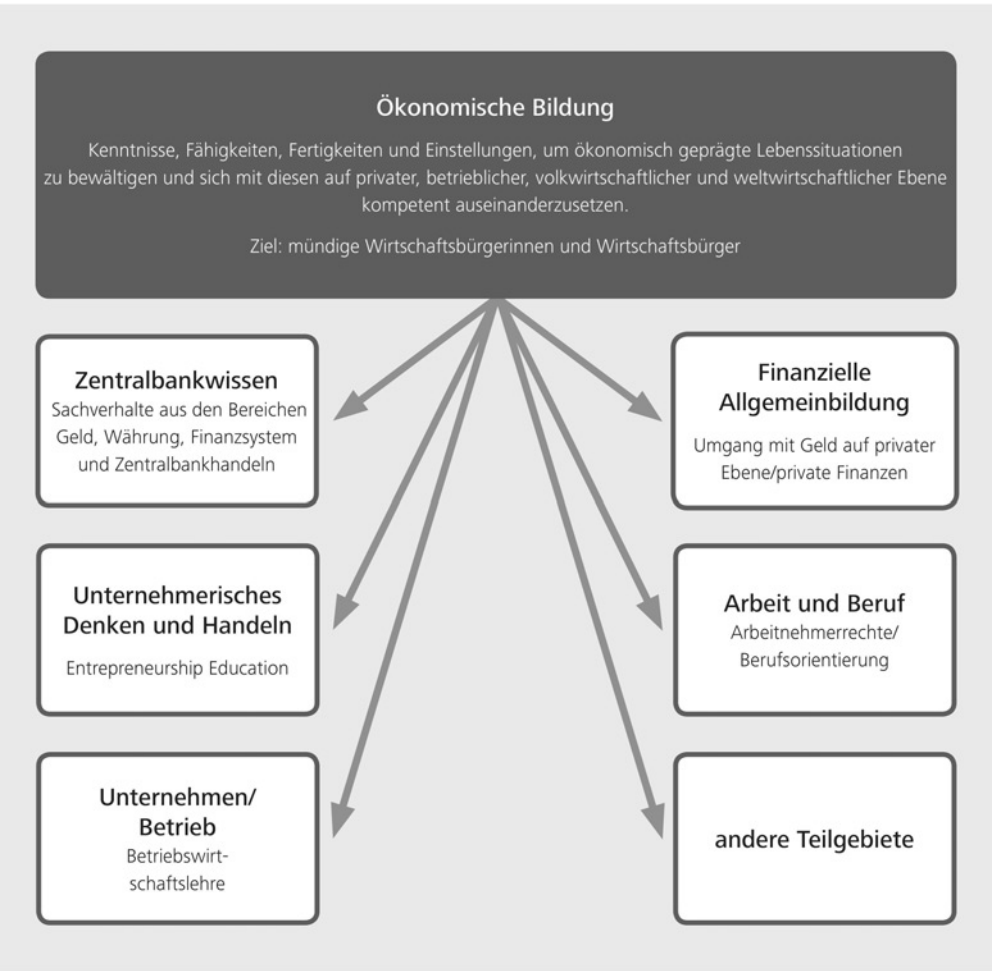 Ökonomische Bildung
Kenntnisse, Fähigkeiten, Fertigkeiten und Einstellungen, um ökonomisch geprägte Lebenssituationen
zu bewältigen und sich mit diesen auf privater, betrieblicher, volkwirtschaftlicher und weltwirtschaftlicher Ebene
kompetent auseinanderzusetzen.
Ziel: mündige Wirtschaftsbürgerinnen und Wirtschaftsbürger
Zentralbankwissen
Sachverhalte aus den Bereichen
Geld, Währung, Finanzsystem
und Zentralbankhandeln
Finanzielle
Allgemeinbildung
Umgang mit Geld auf privater
Ebene/private Finanzen
Unternehmerisches
Denken und Handeln
Entrepreneurship Education
Arbeit und Beruf
Arbeitnehmerrechte/
Berufsorientierung
Unternehmen/
Betrieb
Betriebswirt-
schaftslehre
andere Teilgebiete